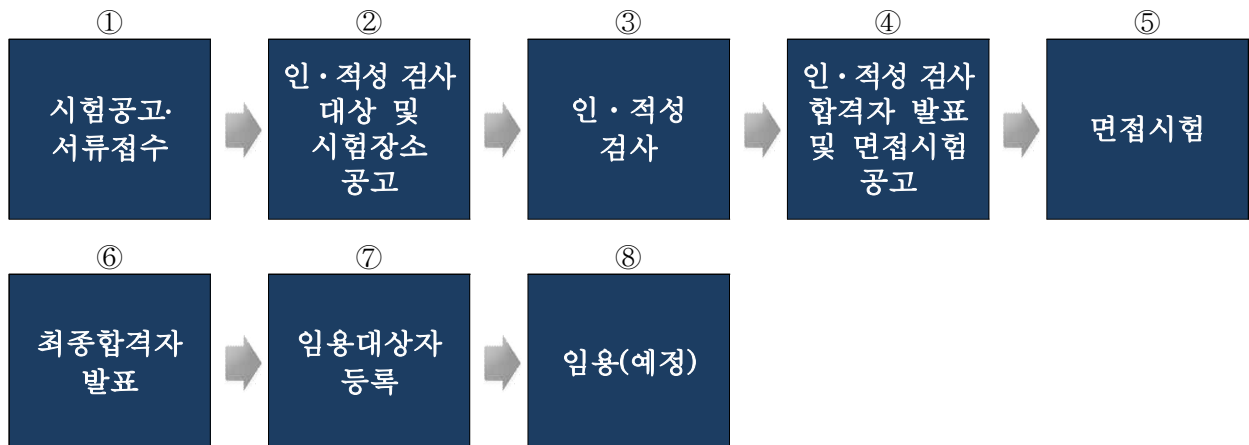 ①
시험공고·
서류접수
②
인·적성 검사
대상 및
시험장소
공고
③
인·적성
검사
④
인·적성 검사
합격자 발표
및 면접시험
공고
⑤
면접시험
⑥
최종합격자
발표
⑦
임용대상자
등록
⑧
임용(예정)